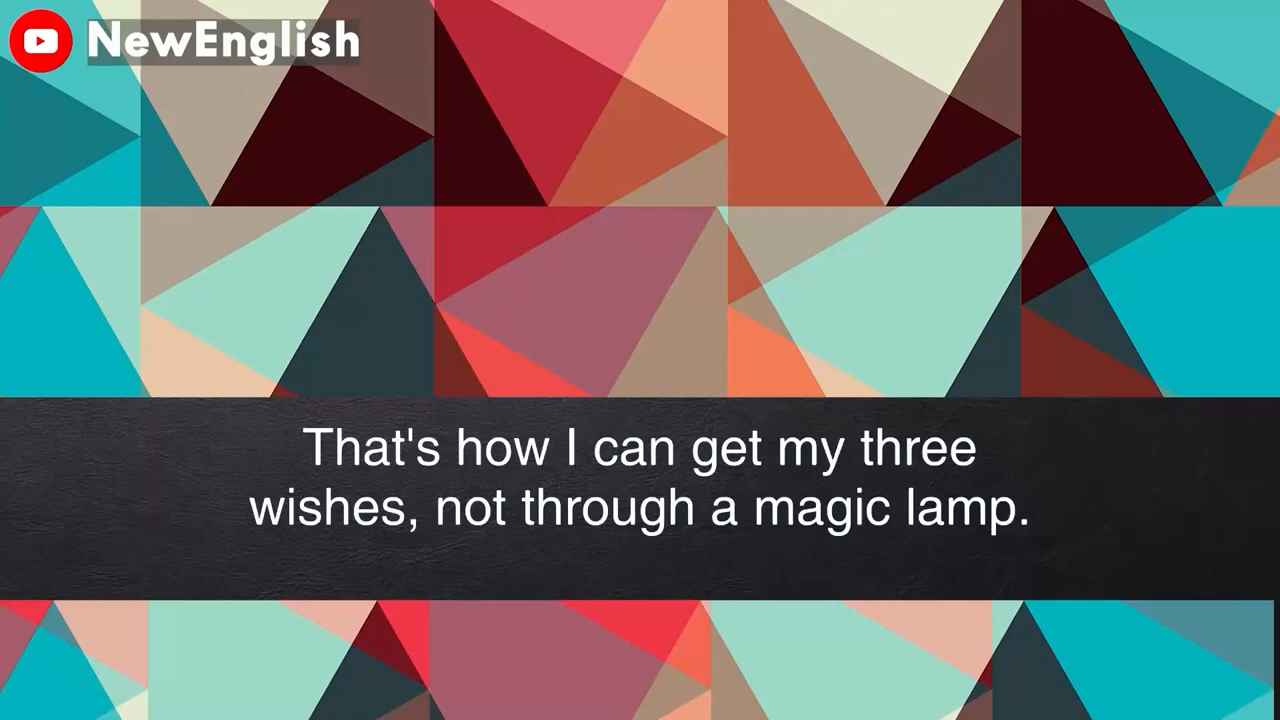 NewEnglish
That's how I can get my three
wishes, not through a magic lamp.